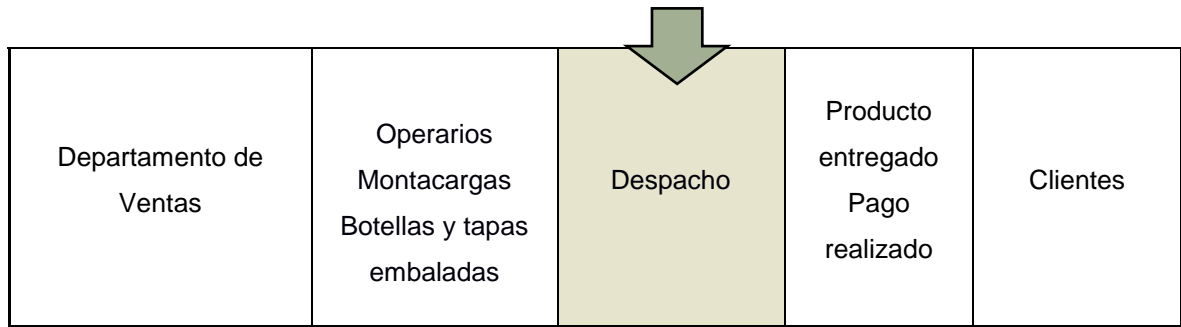 Departamento de
Ventas
Operarios
Montacargas
Botellas y tapas
embaladas
Despacho
Producto
entregado
Pago
realizado
Clientes